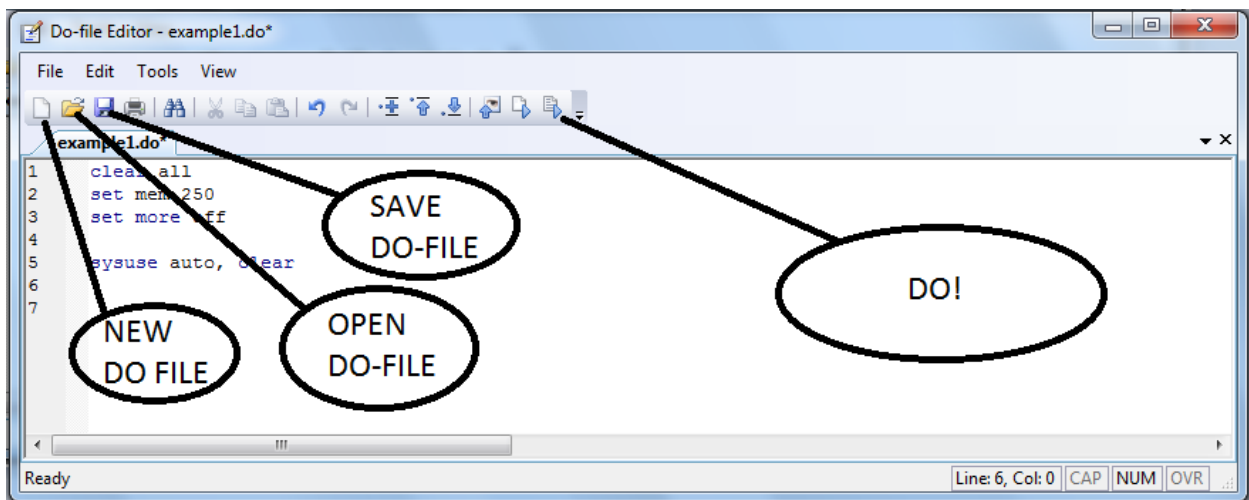 Do-file Editor - example1.do*
File Edit Tools View
example1.do*
1 clear all
2 set mem 250
3 set more off
4
5 sysuse auto, clear
6
7
SAVE
DO-FILE
DO!
NEW
DO FILE
OPEN
DO-FILE
Ready Line: 6, Col: 0 CAP NUM OVR